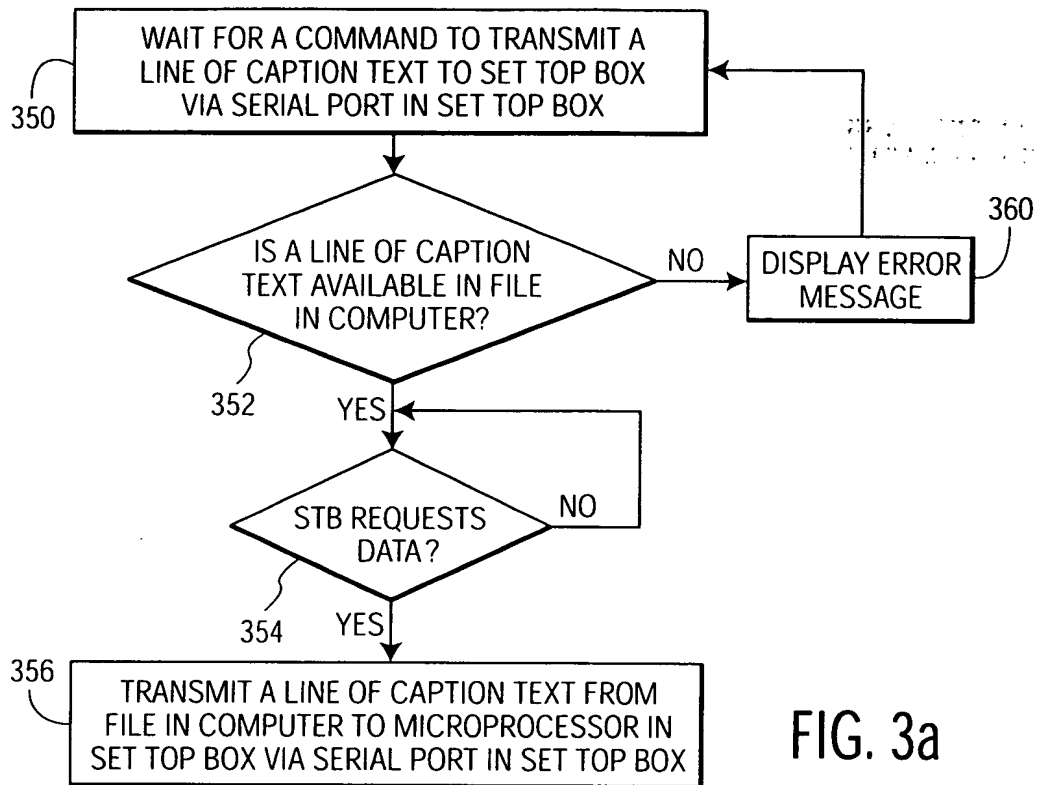 WAIT FOR A COMMAND TO TRANSMIT A
LINE OF CAPTION TEXT TO SET TOP BOX
VIA SERIAL PORT IN SET TOP BOX
350
IS A LINE OF CAPTION
TEXT AVAILABLE IN FILE
IN COMPUTER?
352
NO
DISPLAY ERROR
MESSAGE
360
YES
STB REQUESTS
DATA?
354
NO
YES
356
TRANSMIT A LINE OF CAPTION TEXT FROM
FILE IN COMPUTER TO MICROPROCESSOR IN
SET TOP BOX VIA SERIAL PORT IN SET TOP BOX
FIG. 3a